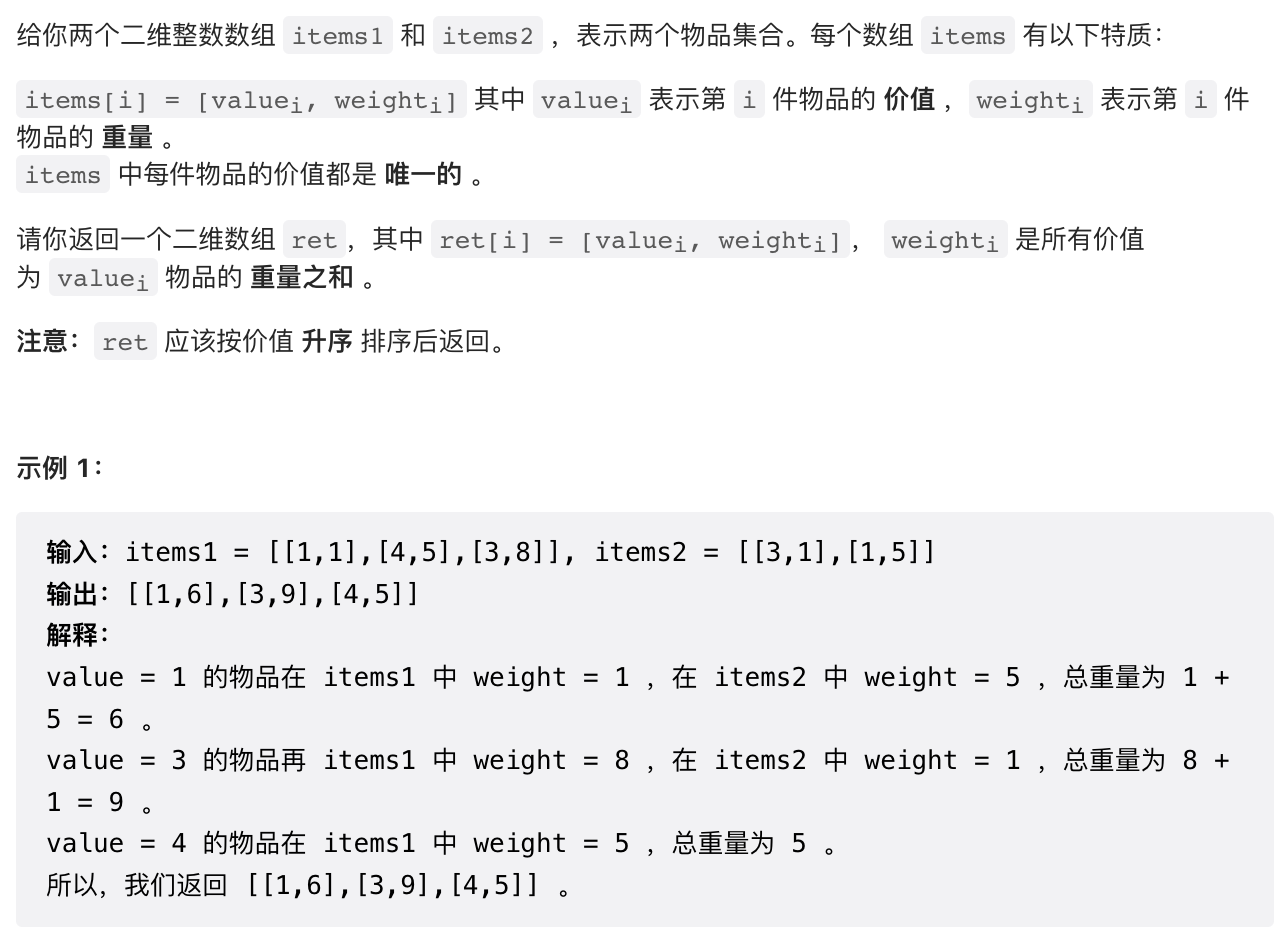 给你两个二维整数数组 items1 和 items2 ，表示两个物品集合。每个数组 items 有以下特质：
items[i] = [valueᵢ, weightᵢ] 其中 valueᵢ 表示第 i 件物品的 价值 ，weightᵢ 表示第 i 件
物品的 重量 。
items 中每件物品的价值都是 唯一的 。
请你返回一个二维数组 ret，其中 ret[i] = [valueᵢ, weightᵢ]， weightᵢ 是所有价值
为 valueᵢ 物品的 重量之和 。
注意：ret 应该按价值 升序 排序后返回。
示例 1：
输入：items1 = [[1,1],[4,5],[3,8]], items2 = [[3,1],[1,5]]
输出：[[1,6],[3,9],[4,5]]
解释：
value = 1 的物品在 items1 中 weight = 1 ，在 items2 中 weight = 5 ，总重量为 1 +
5 = 6 。
value = 3 的物品再 items1 中 weight = 8 ，在 items2 中 weight = 1 ，总重量为 8 +
1 = 9 。
value = 4 的物品在 items1 中 weight = 5 ，总重量为 5 。
所以，我们返回 [[1,6],[3,9],[4,5]] 。